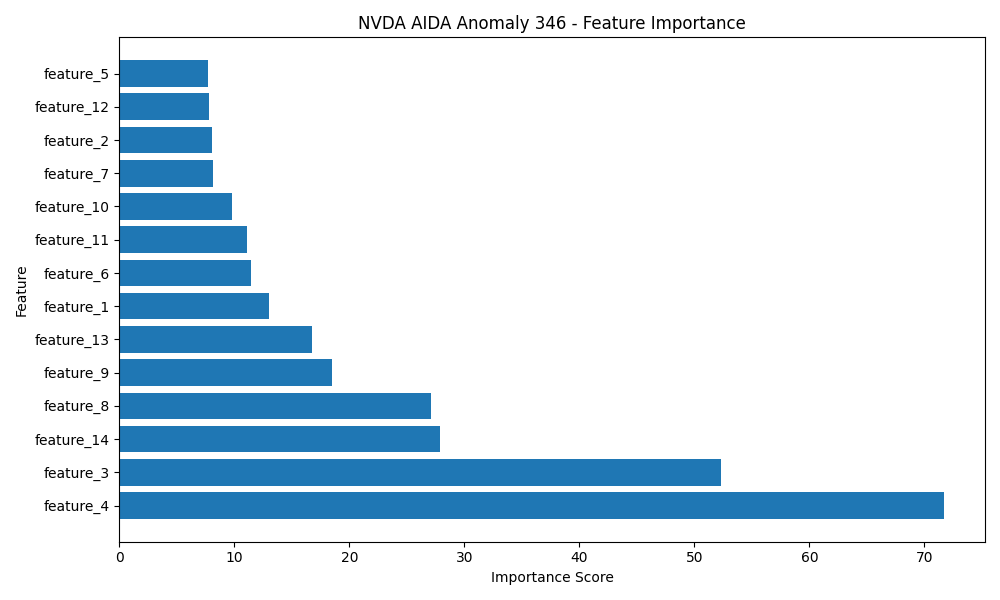 NVDA AIDA Anomaly 346 - Feature Importance
Feature
feature_5
feature_12
feature_2
feature_7
feature_10
feature_11
feature_6
feature_1
feature_13
feature_9
feature_8
feature_14
feature_3
feature_4
0 10 20 30 40 50 60 70
Importance Score